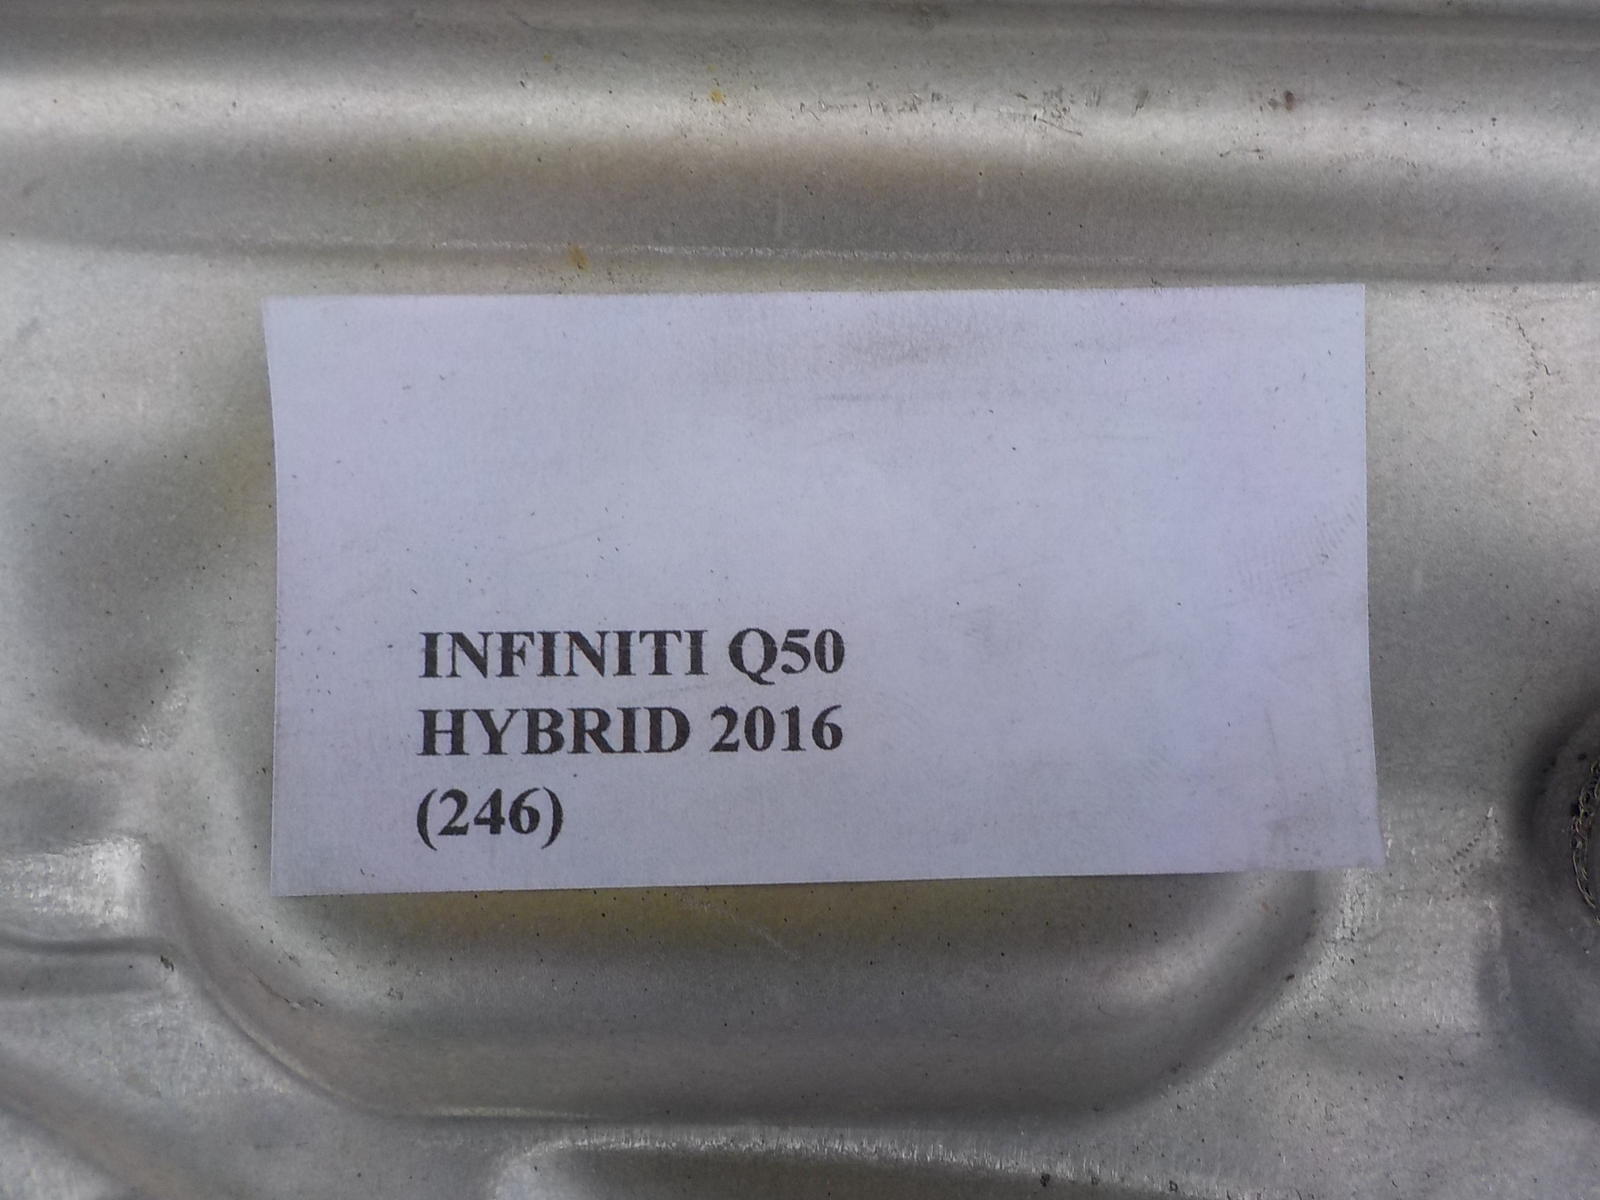 INFINITI Q50
HYBRID 2016
(246)